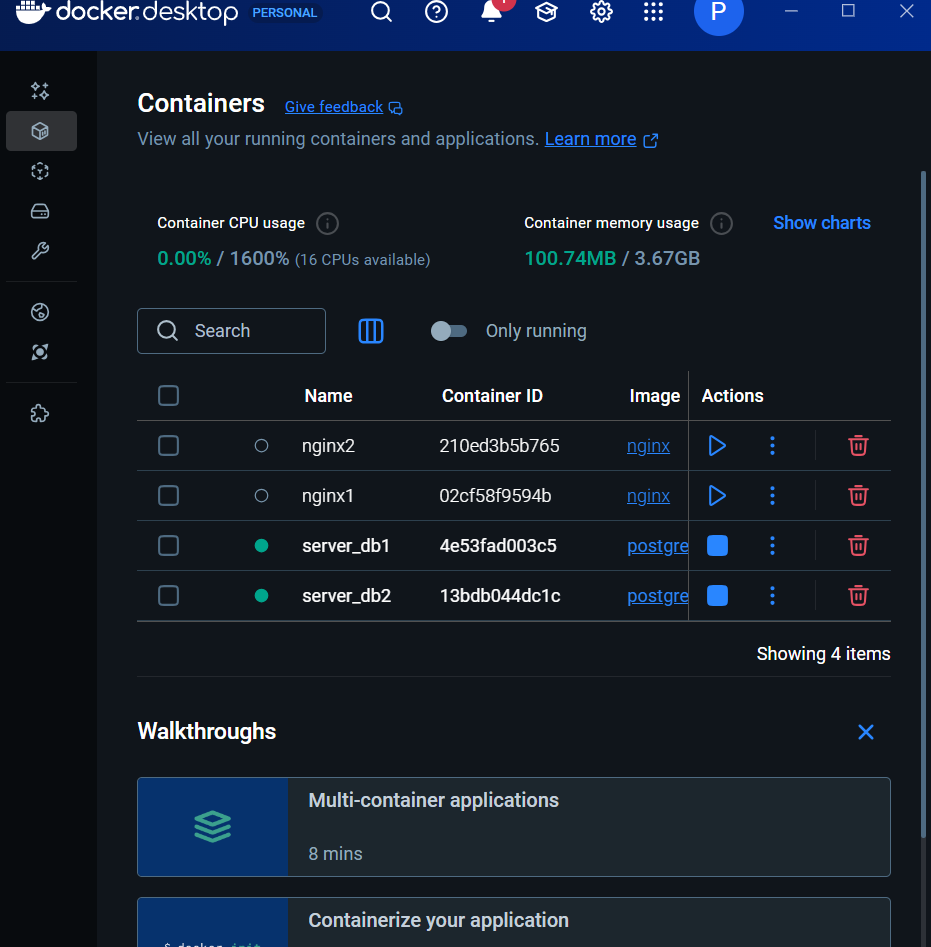 docker.desktop PERSONAL P
Containers Give feedback
View all your running containers and applications. Learn more
Container CPU usage Container memory usage Show charts
0.00% / 1600% (16 CPUs available) 100.74MB / 3.67GB
Search Only running
Name Container ID Image Actions
nginx2 210ed3b5b765 nginx
nginx1 02cf58f9594b nginx
server_db1 4e53fad003c5 postgre
server_db2 13bdb044dc1c postgre
Showing 4 items
Walkthroughs
Multi-container applications
8 mins
Containerize your application
$ docker init